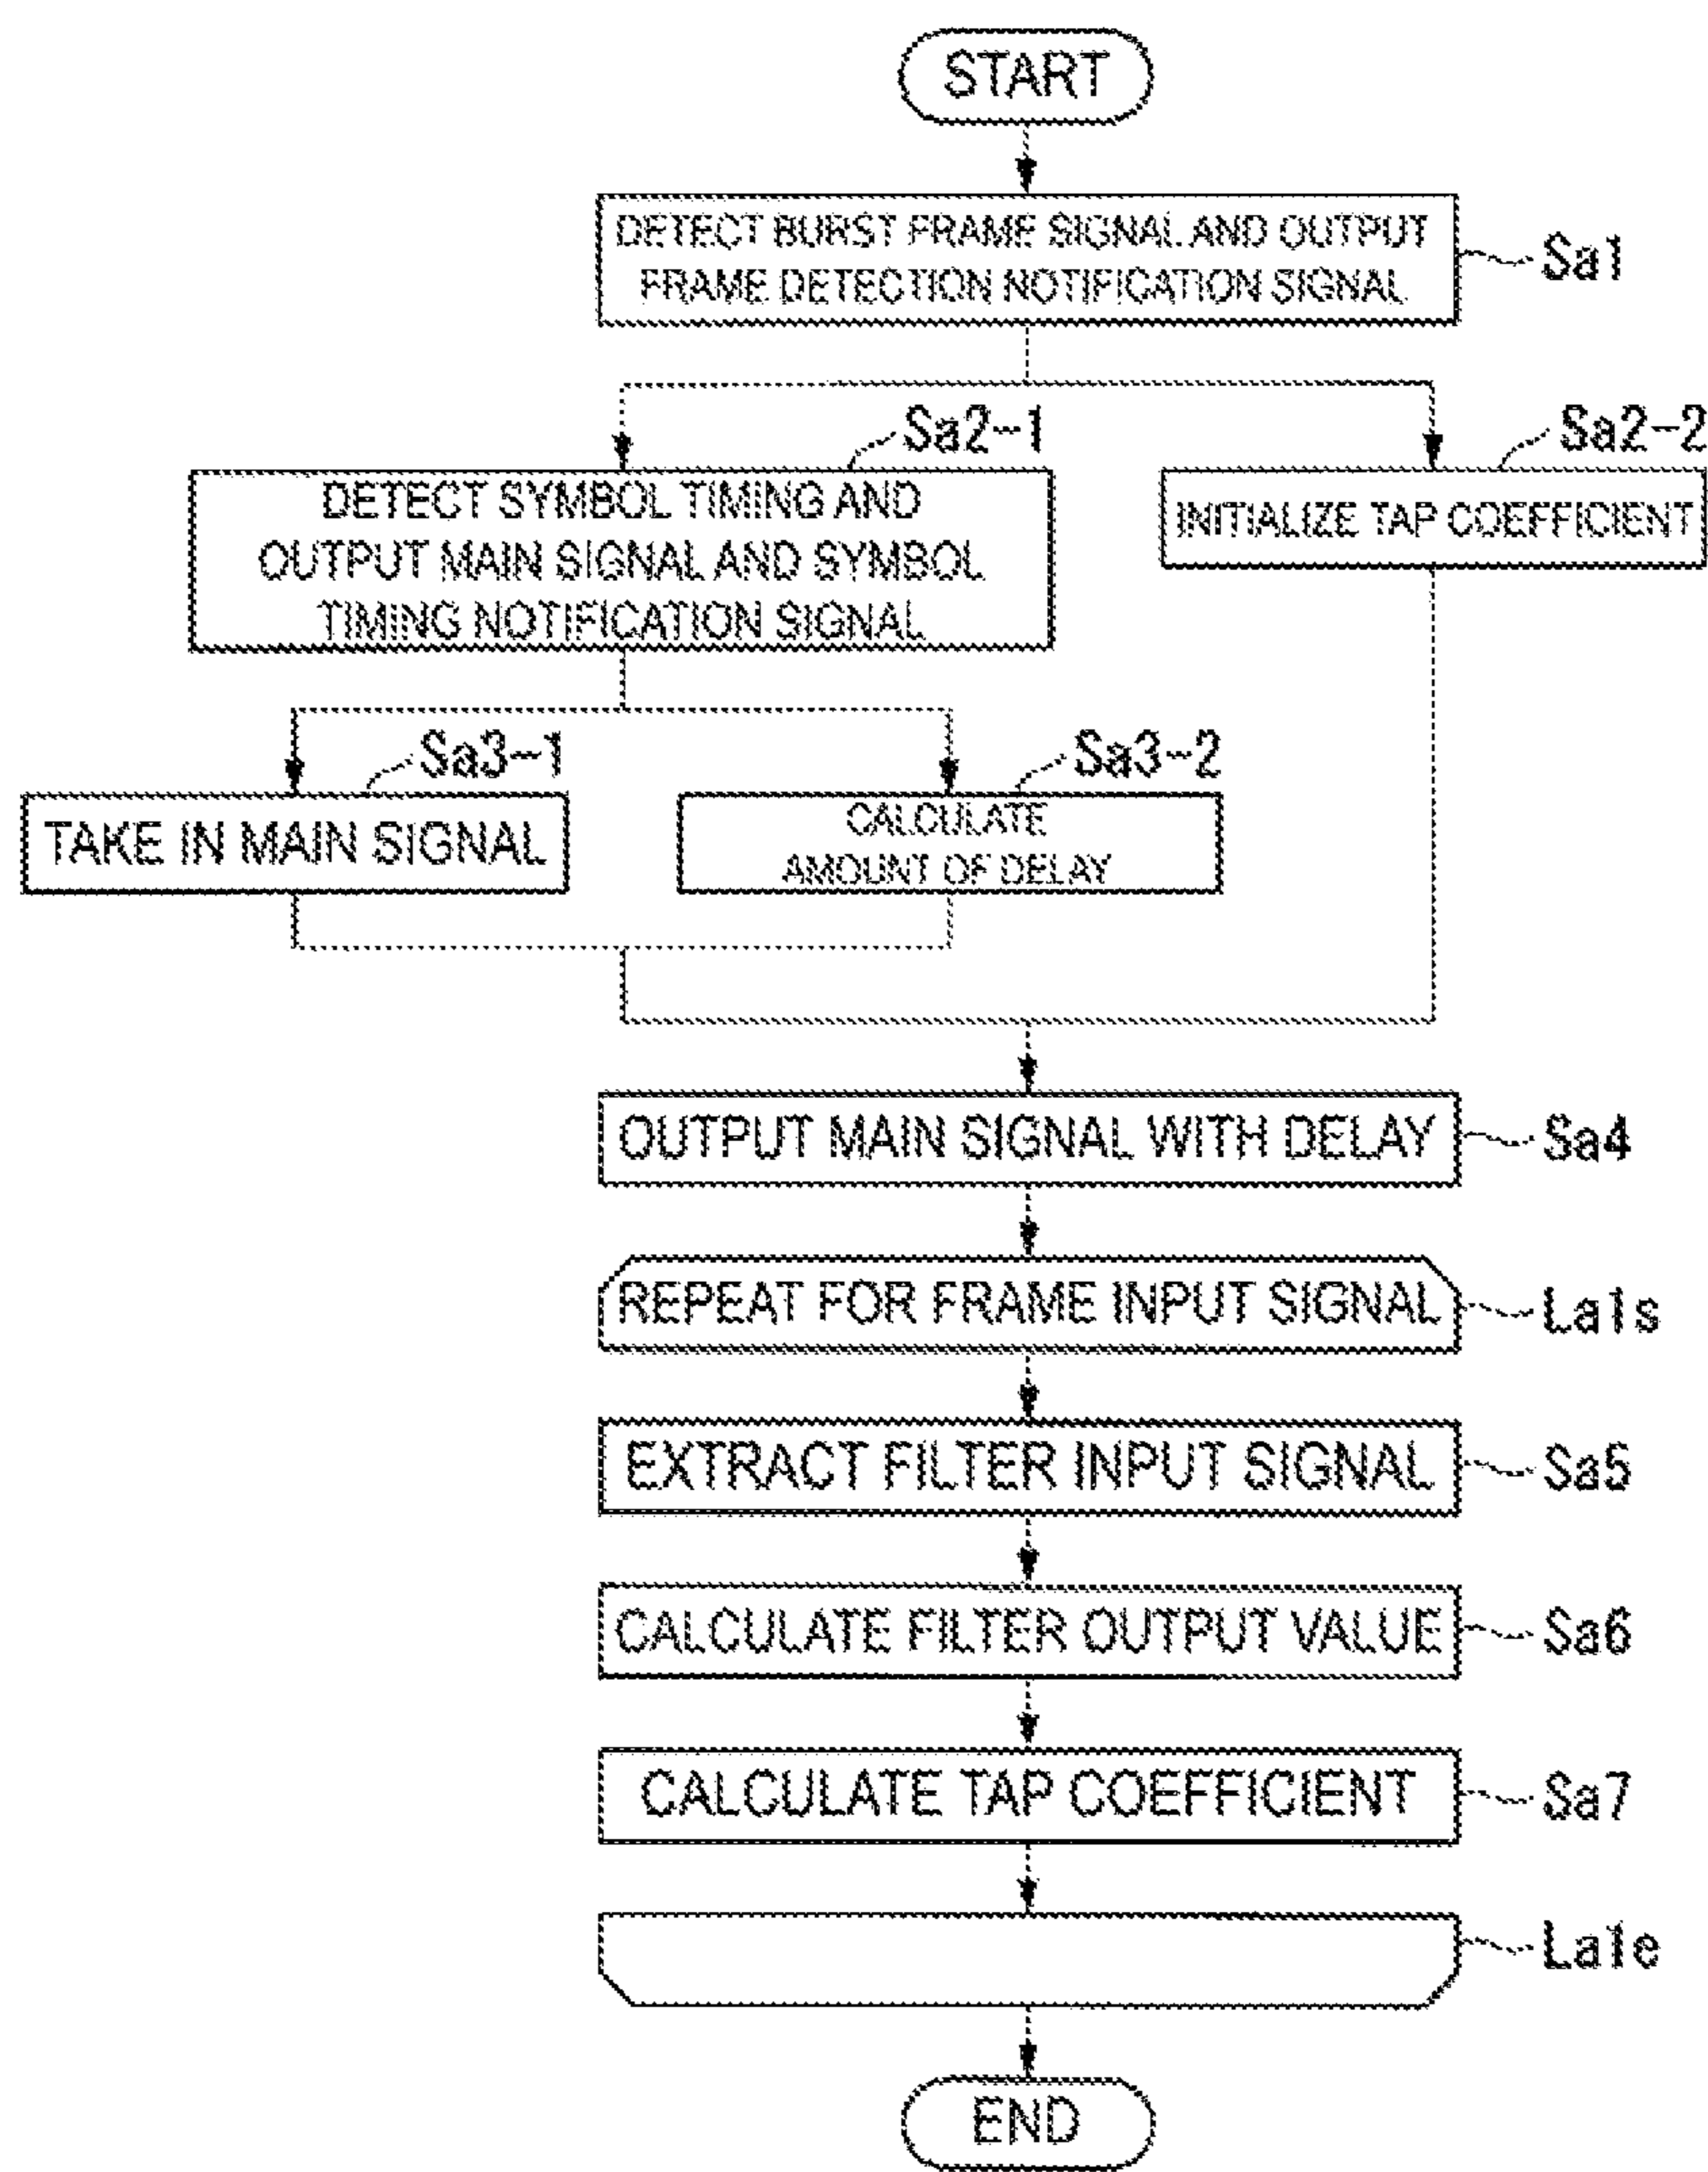 START
DETECT BURST FRAME SIGNAL AND OUTPUT
FRAME DETECTION NOTIFICATION SIGNAL
Sa1
Sa2-1
Sa2-2
DETECT SYMBOL TIMING AND
OUTPUT MAIN SIGNAL AND SYMBOL
TIMING NOTIFICATION SIGNAL
INITIALIZE TAP COEFFICIENT
Sa3-1
Sa3-2
TAKE IN MAIN SIGNAL
CALCULATE
AMOUNT OF DELAY
OUTPUT MAIN SIGNAL WITH DELAY
Sa4
REPEAT FOR FRAME INPUT SIGNAL
La1s
EXTRACT FILTER INPUT SIGNAL
Sa5
CALCULATE FILTER OUTPUT VALUE
Sa6
CALCULATE TAP COEFFICIENT
Sa7
La1e
END